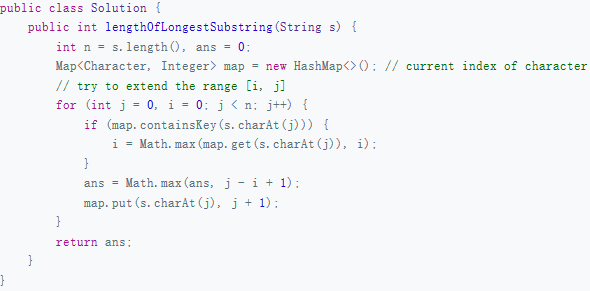 public class Solution {
    public int lengthOfLongestSubstring(String s) {
        int n = s.length(), ans = 0;
        Map<Character, Integer> map = new HashMap<>(); // current index of character
        // try to extend the range [i, j]
        for (int j = 0, i = 0; j < n; j++) {
            if (map.containsKey(s.charAt(j))) {
                i = Math.max(map.get(s.charAt(j)), i);
            }
            ans = Math.max(ans, j - i + 1);
            map.put(s.charAt(j), j + 1);
        }
        return ans;
    }
}